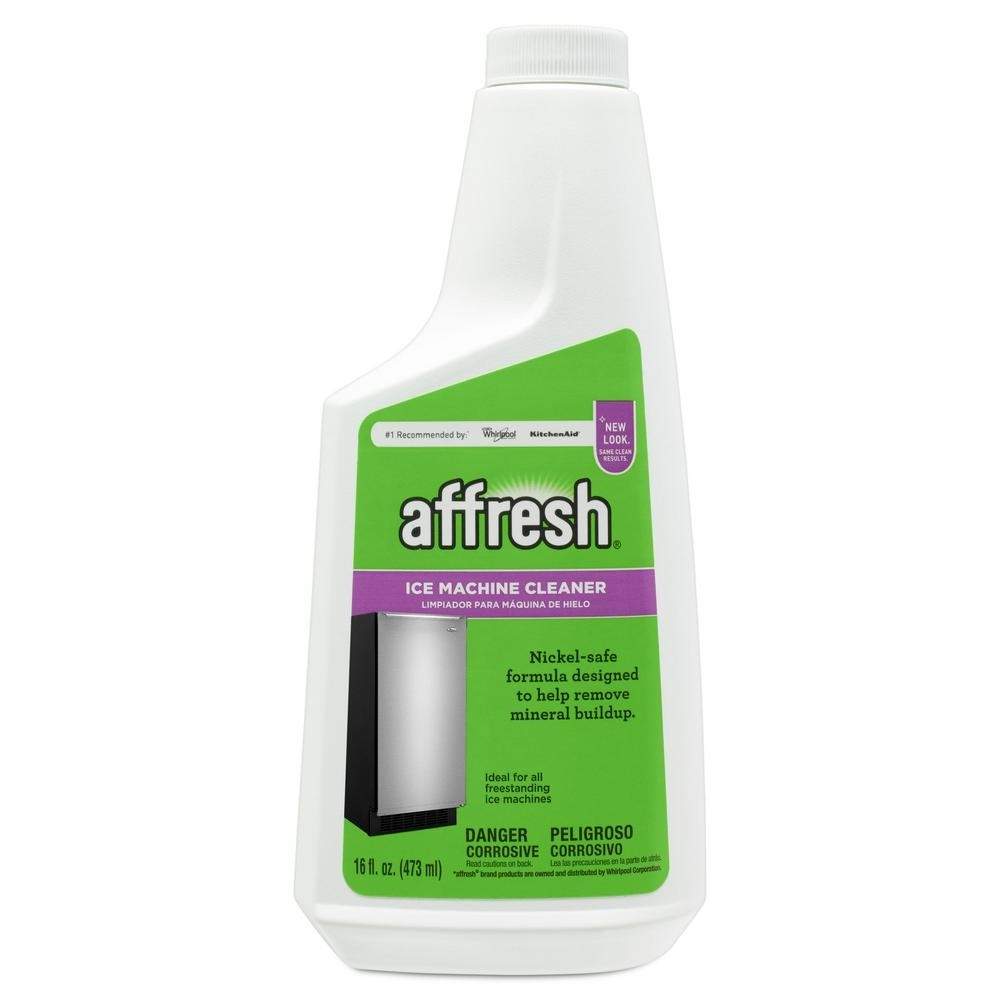 #1 Recommended by:*
Whirlpool
KitchenAid®
NEW
LOOK.
SAME CLEAN
RESULTS.
affresh®
ICE MACHINE CLEANER
LIMPIADOR PARA MÁQUINA DE HIELO
Nickel-safe
formula designed
to help remove
mineral buildup.
Ideal for all
freestanding
ice machines
DANGER
CORROSIVE
Read cautions on back.
PELIGROSO
CORROSIVO
Lea las precauciones en la parte de atrás.
16 fl. oz. (473 ml)
*affresh® brand products are owned and distributed by Whirlpool Corporation.